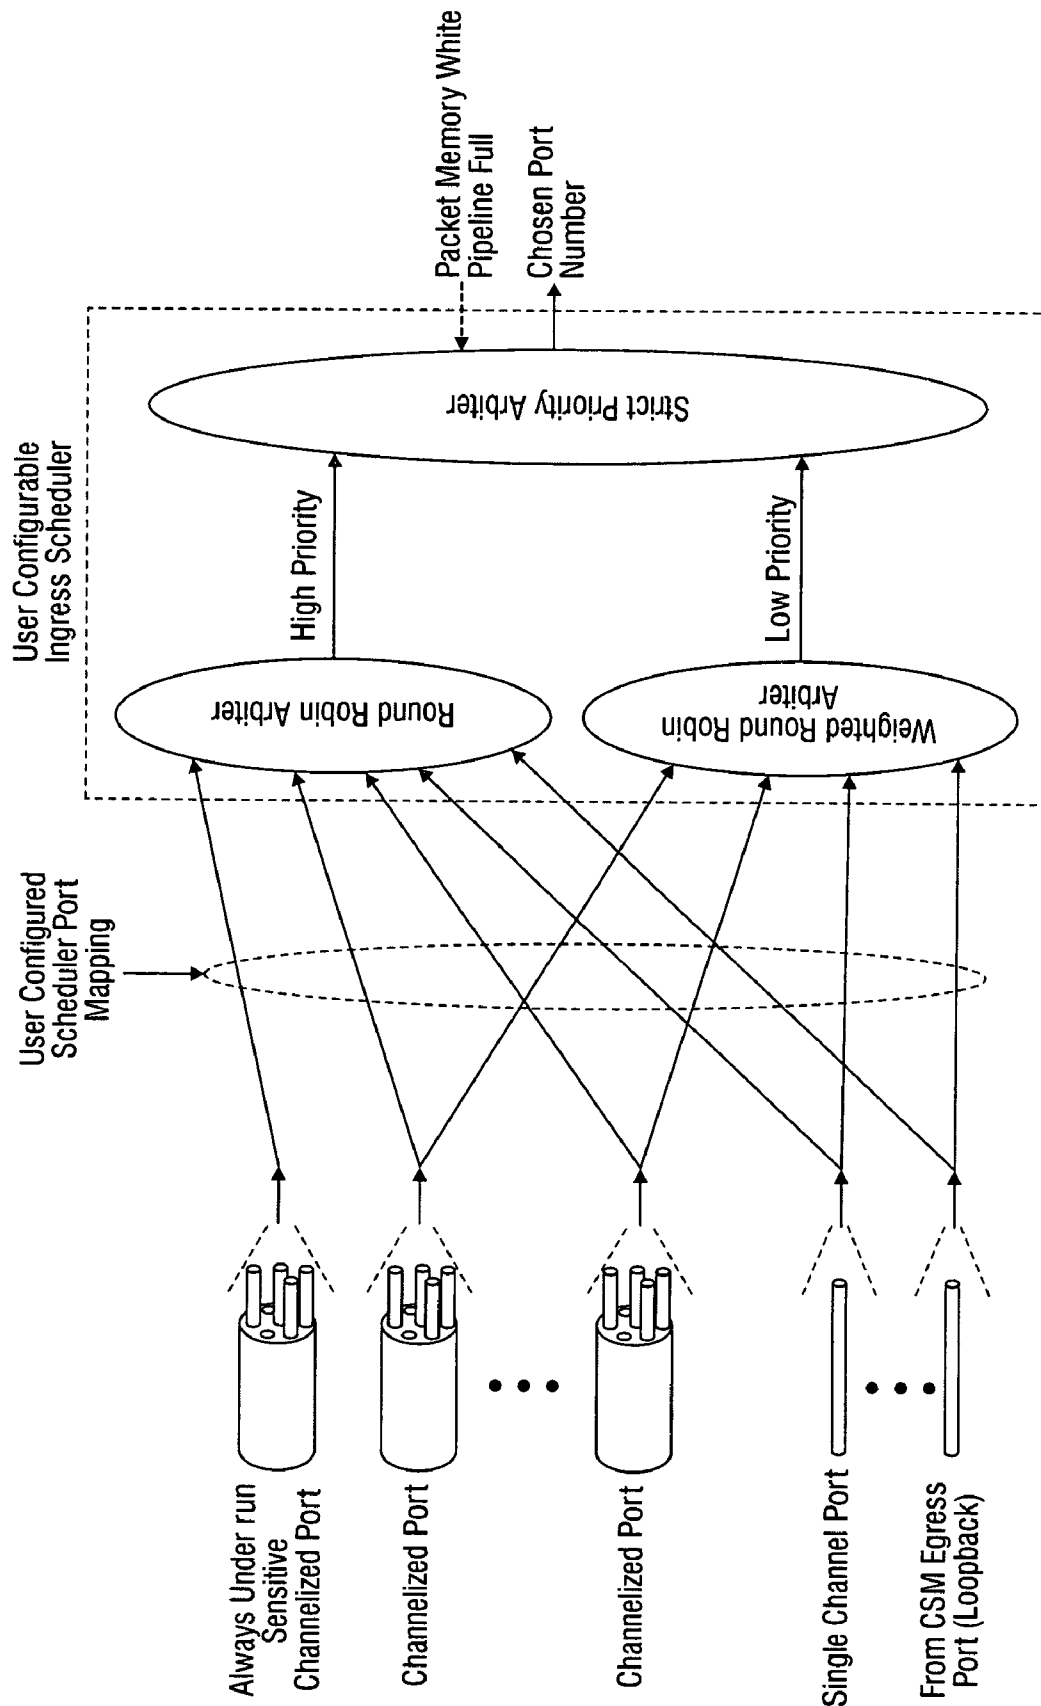 User Configurable
Ingress Scheduler
Packet Memory White
Pipeline Full
Chosen Port
Number
Strict Priority Arbiter
High Priority
Low Priority
Round Robin Arbiter
Weighted Round Robin
Arbiter
User Configured
Scheduler Port
Mapping
Always Under run
Sensitive
Channelized Port
Channelized Port
Channelized Port
Single Channel Port
From CSM Egress
Port (Loopback)